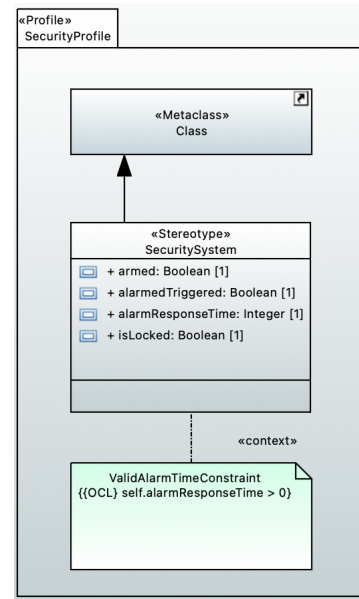 «Profile»
SecurityProfile
«Metaclass»
Class
«Stereotype»
SecuritySystem
+ armed: Boolean [1]
+ alarmedTriggered: Boolean [1]
+ alarmResponseTime: Integer [1]
+ isLocked: Boolean [1]
«context»
ValidAlarmTimeConstraint
{{OCL} self.alarmResponseTime > 0}